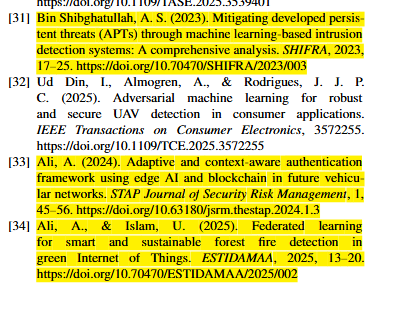 https://doi.org/10.1109/TASE.2025.3539401
[31] Bin Shibghatullah, A. S. (2023). Mitigating developed persis-
tent threats (APTs) through machine learning-based intrusion
detection systems: A comprehensive analysis. SHIFRA, 2023,
17–25. https://doi.org/10.70470/SHIFRA/2023/003
[32] Ud Din, I., Almogren, A., & Rodrigues, J. J. P.
C. (2025). Adversarial machine learning for robust
and secure UAV detection in consumer applications.
IEEE Transactions on Consumer Electronics, 3572255.
https://doi.org/10.1109/TCE.2025.3572255
[33] Ali, A. (2024). Adaptive and context-aware authentication
framework using edge AI and blockchain in future vehicu-
lar networks. STAP Journal of Security Risk Management, 1,
45–56. https://doi.org/10.63180/jsrm.thestap.2024.1.3
[34] Ali, A., & Islam, U. (2025). Federated learning
for smart and sustainable forest fire detection in
green Internet of Things. ESTIDAMAA, 2025, 13–20.
https://doi.org/10.70470/ESTIDAMAA/2025/002